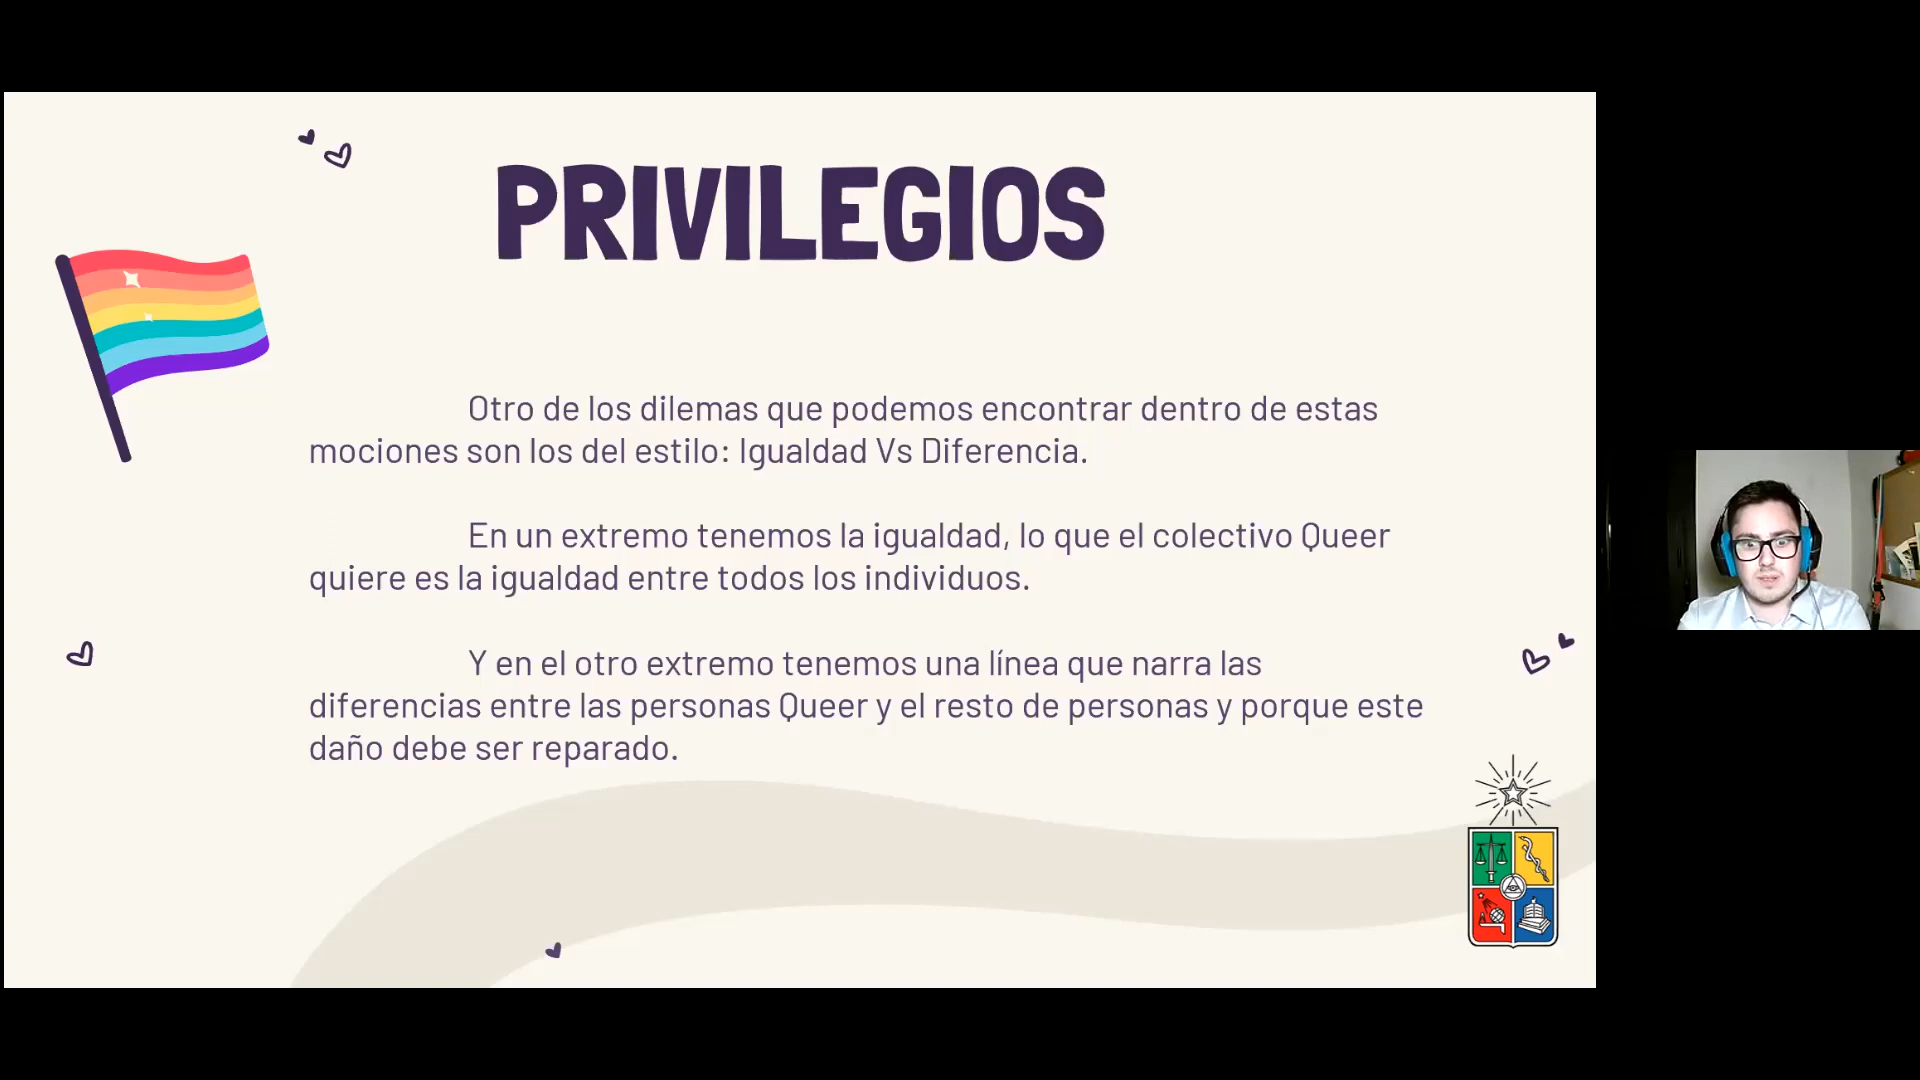 PRIVILEGIOS
Otro de los dilemas que podemos encontrar dentro de estas
mociones son los del estilo: Igualdad Vs Diferencia.
En un extremo tenemos la igualdad, lo que el colectivo Queer
quiere es la igualdad entre todos los individuos.
Y en el otro extremo tenemos una línea que narra las
diferencias entre las personas Queer y el resto de personas y porque este
daño debe ser reparado.